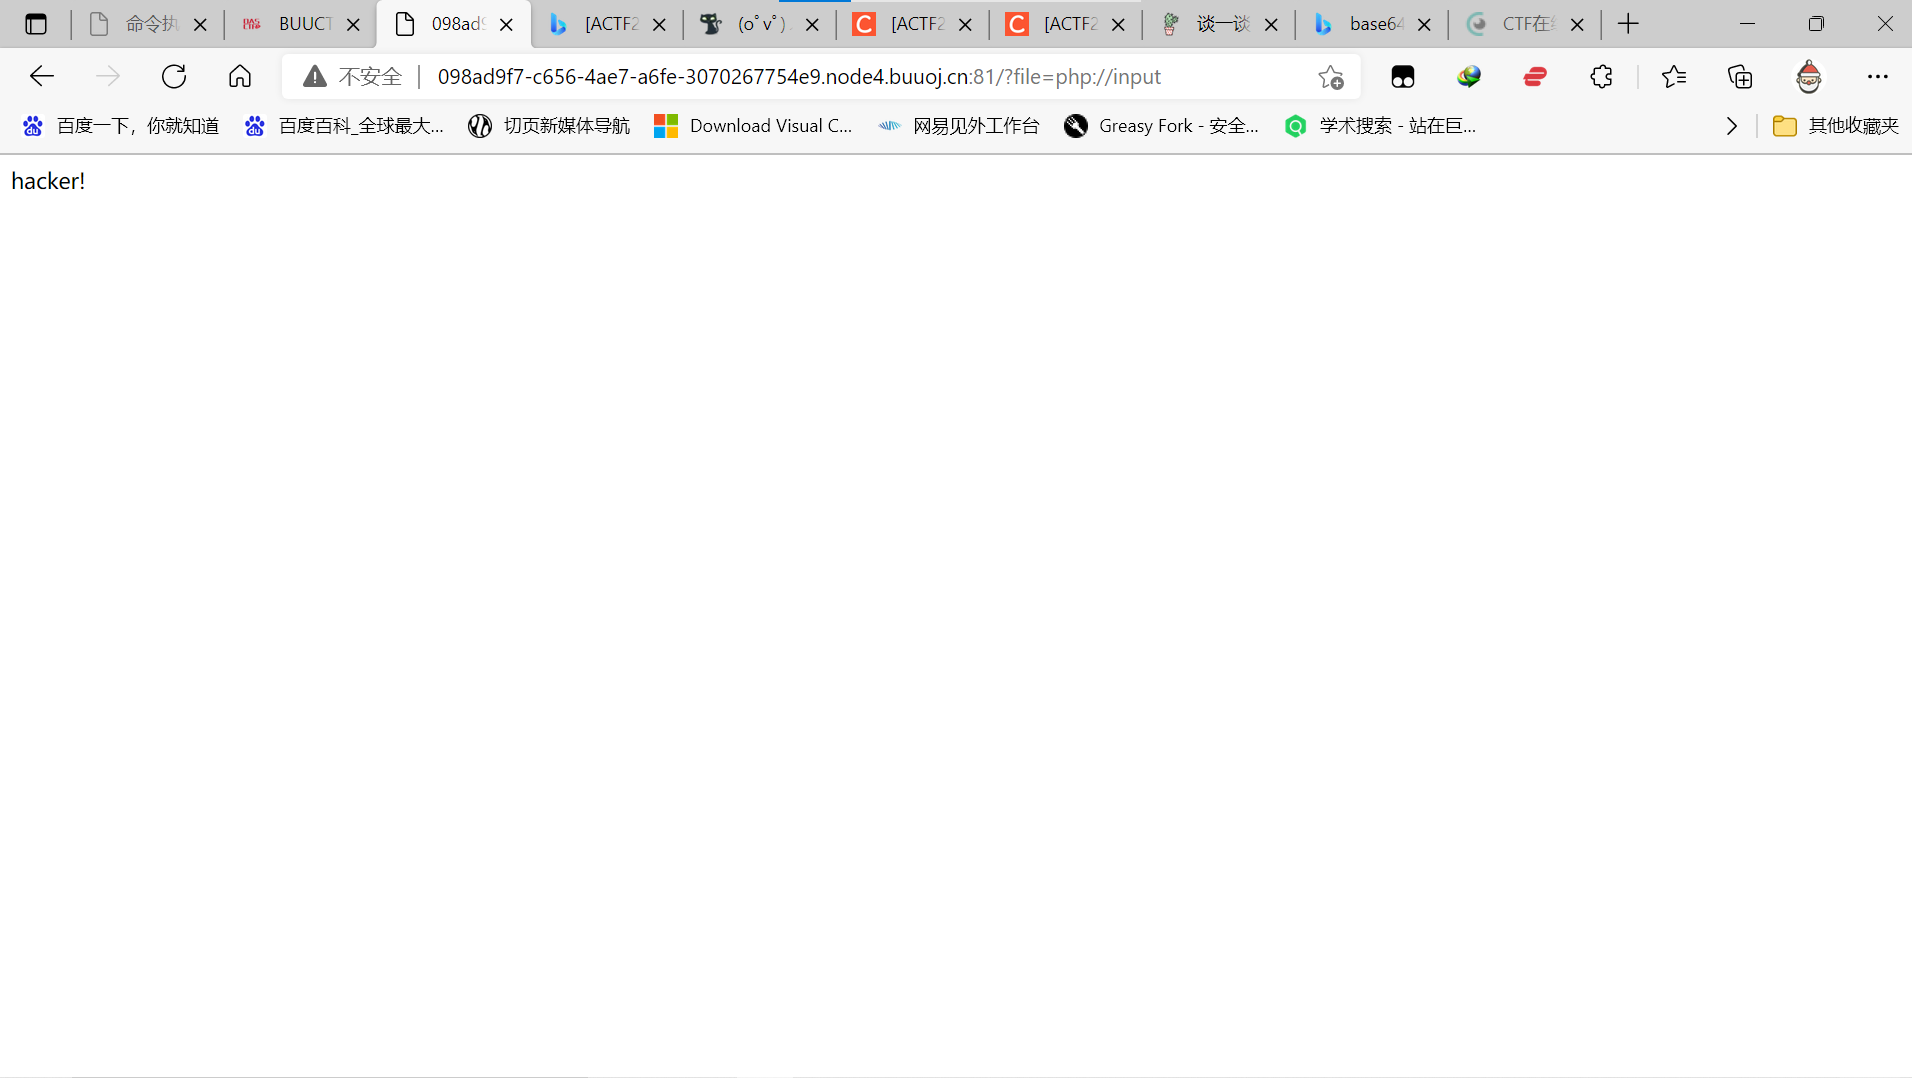 命令执
BUUCT
098ad9
[ACTF2
(o˚v˚)
[ACTF2
[ACTF2
谈一谈
base64
CTF在线
不安全
098ad9f7-c656-4ae7-a6fe-3070267754e9.node4.buuoj.cn:81/?file=php://input
百度一下，你就知道
百度百科_全球最大...
切页新媒体导航
Download Visual C...
网易见外工作台
Greasy Fork - 安全...
学术搜索 - 站在巨...
其他收藏夹
hacker!